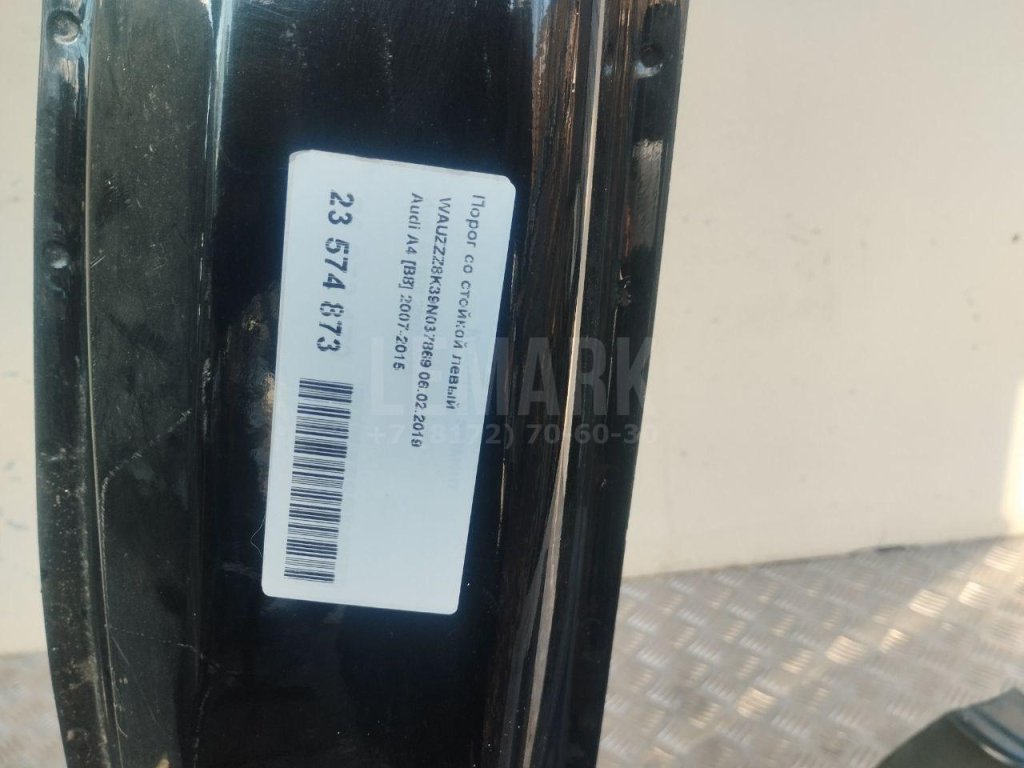 Порог со стойкой левый
WAUZZZ8K39N037869 06.02.2019
Audi A4 [B8] 2007-2015
23 574 873
LEMARK
+7 (8172) 70-60-30